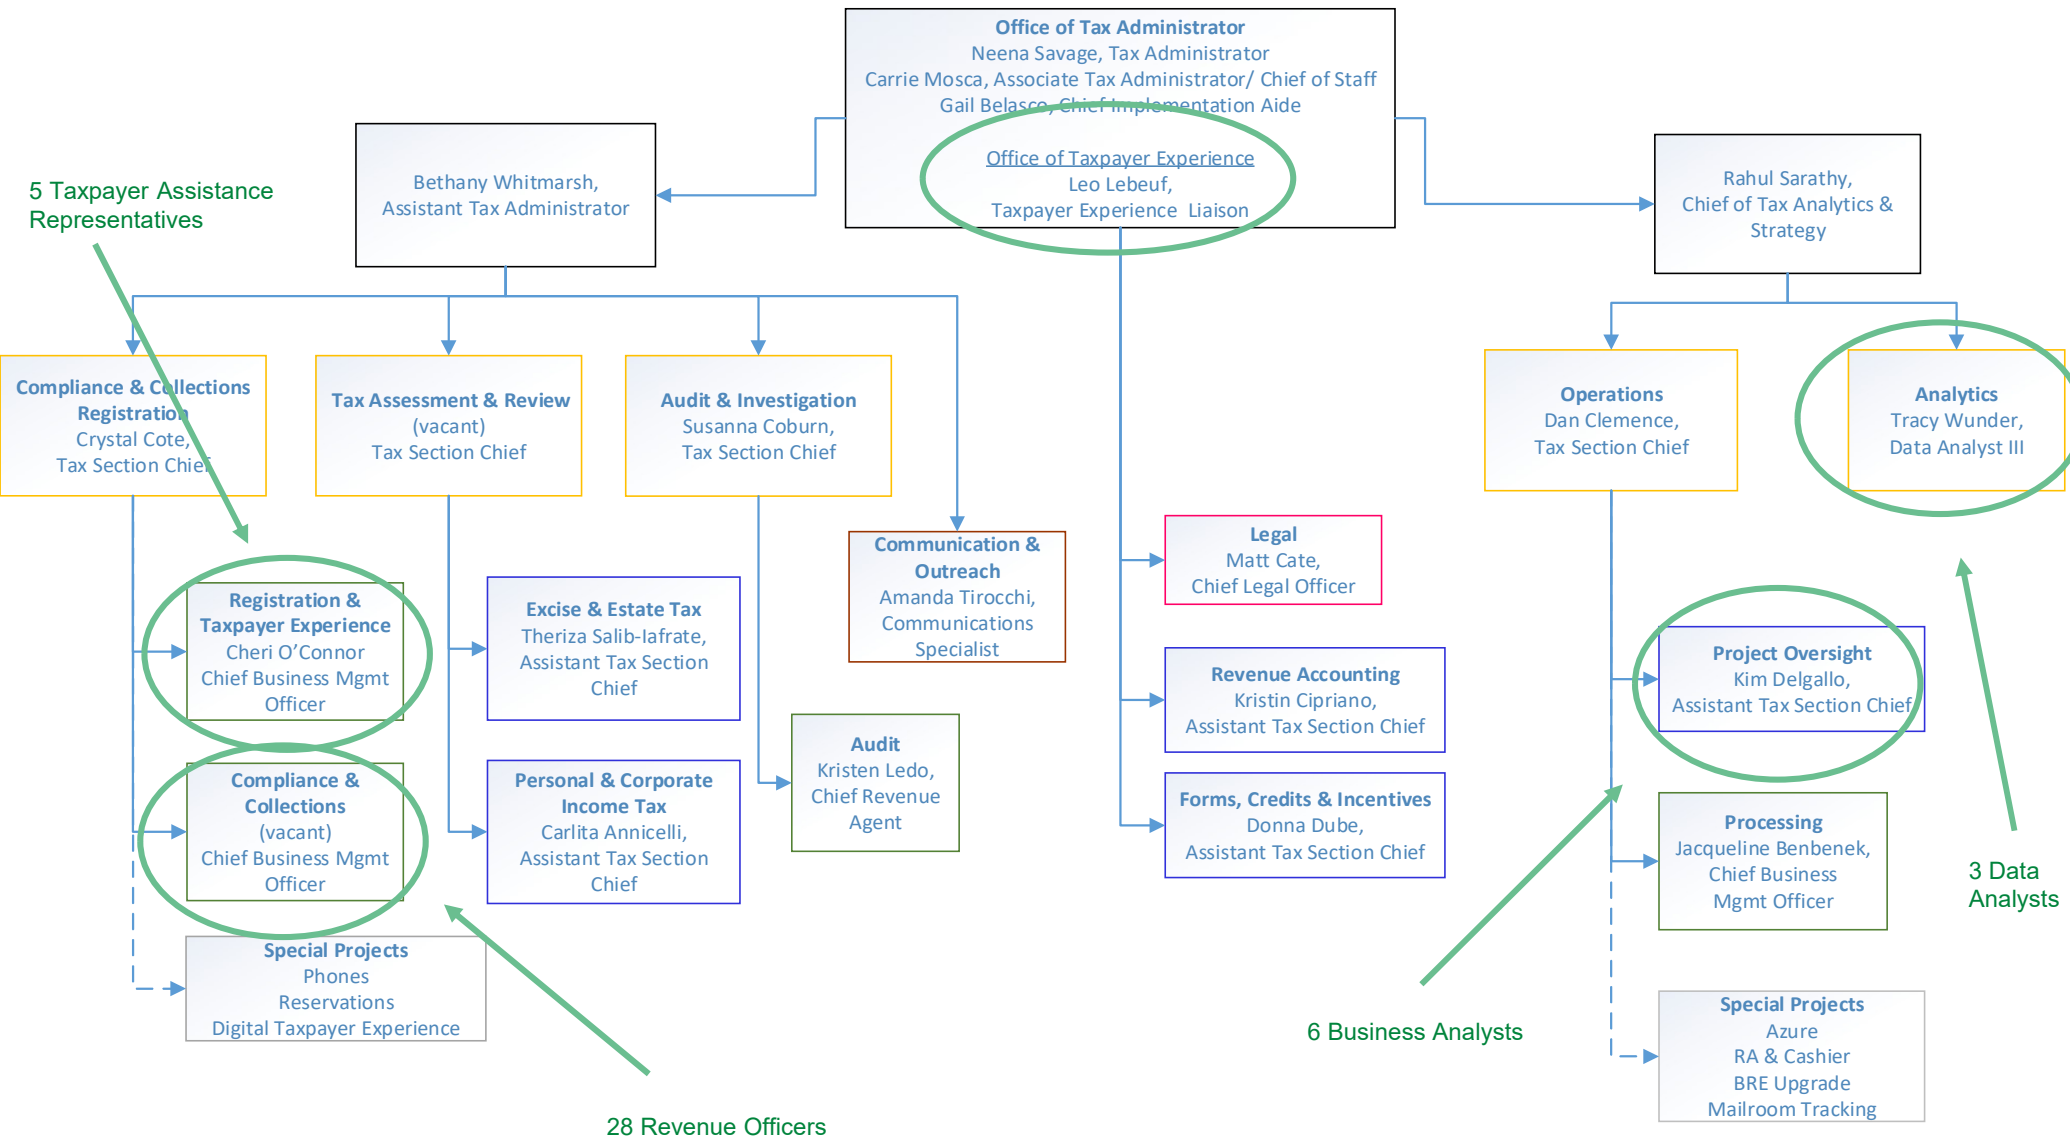 Office of Tax Administrator
Neena Savage, Tax Administrator
Carrie Mosca, Associate Tax Administrator/ Chief of Staff
Gail Belasco, Chief Implementation Aide
Office of Taxpayer Experience
Leo Lebeuf,
Taxpayer Experience Liaison
Bethany Whitmarsh,
Assistant Tax Administrator
Rahul Sarathy,
Chief of Tax Analytics &
Strategy
5 Taxpayer Assistance
Representatives
Compliance & Collections
Registration
Crystal Cote,
Tax Section Chief
Tax Assessment & Review
(vacant)
Tax Section Chief
Audit & Investigation
Susanna Coburn,
Tax Section Chief
Operations
Dan Clemence,
Tax Section Chief
Analytics
Tracy Wunder,
Data Analyst III
Communication &
Outreach
Amanda Tirocchi,
Communications
Specialist
Legal
Matt Cate,
Chief Legal Officer
Registration &
Taxpayer Experience
Cheri O’Connor
Chief Business Mgmt
Officer
Excise & Estate Tax
Theriza Salib-Iafrate,
Assistant Tax Section
Chief
Revenue Accounting
Kristin Cipriano,
Assistant Tax Section Chief
Project Oversight
Kim Delgallo,
Assistant Tax Section Chief
Compliance &
Collections
(vacant)
Chief Business Mgmt
Officer
Personal & Corporate
Income Tax
Carlita Annicelli,
Assistant Tax Section
Chief
Audit
Kristen Ledo,
Chief Revenue
Agent
Forms, Credits & Incentives
Donna Dube,
Assistant Tax Section Chief
Processing
Jacqueline Benbenek,
Chief Business
Mgmt Officer
3 Data
Analysts
Special Projects
Phones
Reservations
Digital Taxpayer Experience
6 Business Analysts
Special Projects
Azure
RA & Cashier
BRE Upgrade
Mailroom Tracking
28 Revenue Officers